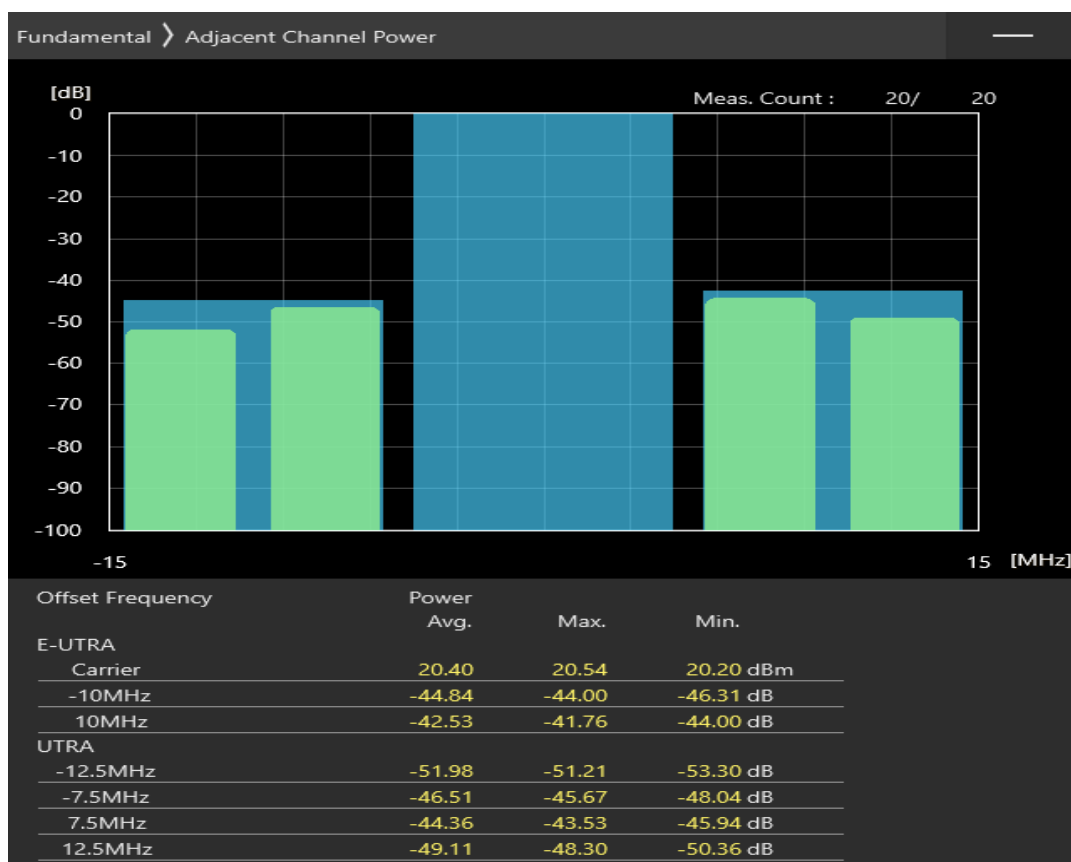 Fundamental 〉 Adjacent Channel Power
[dB]
Meas. Count : 20/ 20
0
-10
-20
-30
-40
-50
-60
-70
-80
-90
-100
-15 15 [MHz]
Offset Frequency Power
Avg. Max. Min.
E-UTRA
Carrier 20.40 20.54 20.20 dBm
-10MHz -44.84 -44.00 -46.31 dB
10MHz -42.53 -41.76 -44.00 dB
UTRA
-12.5MHz -51.98 -51.21 -53.30 dB
-7.5MHz -46.51 -45.67 -48.04 dB
7.5MHz -44.36 -43.53 -45.94 dB
12.5MHz -49.11 -48.30 -50.36 dB